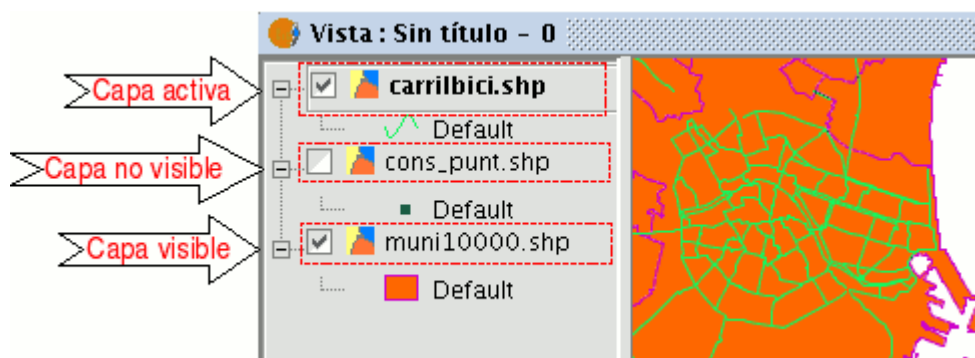 Vista : Sin título - 0
Capa activa
carrilbici.shp
Default
Capa no visible
cons_punt.shp
Default
Capa visible
muni10000.shp
Default